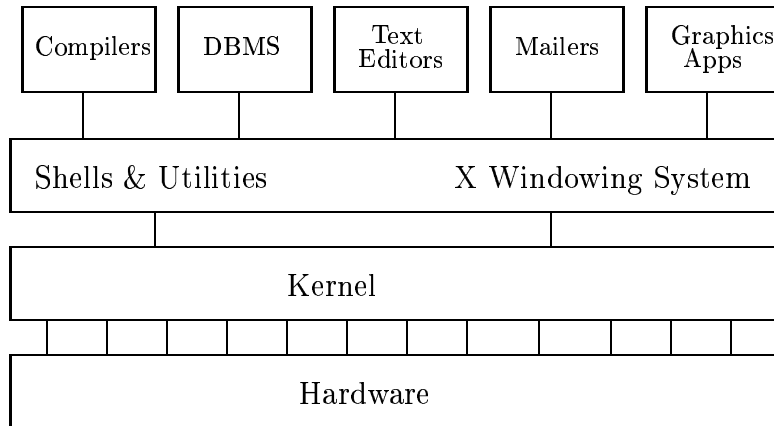 Compilers
DBMS
Text
Editors
Mailers
Graphics
Apps
Shells & Utilities
X Windowing System
Kernel
Hardware